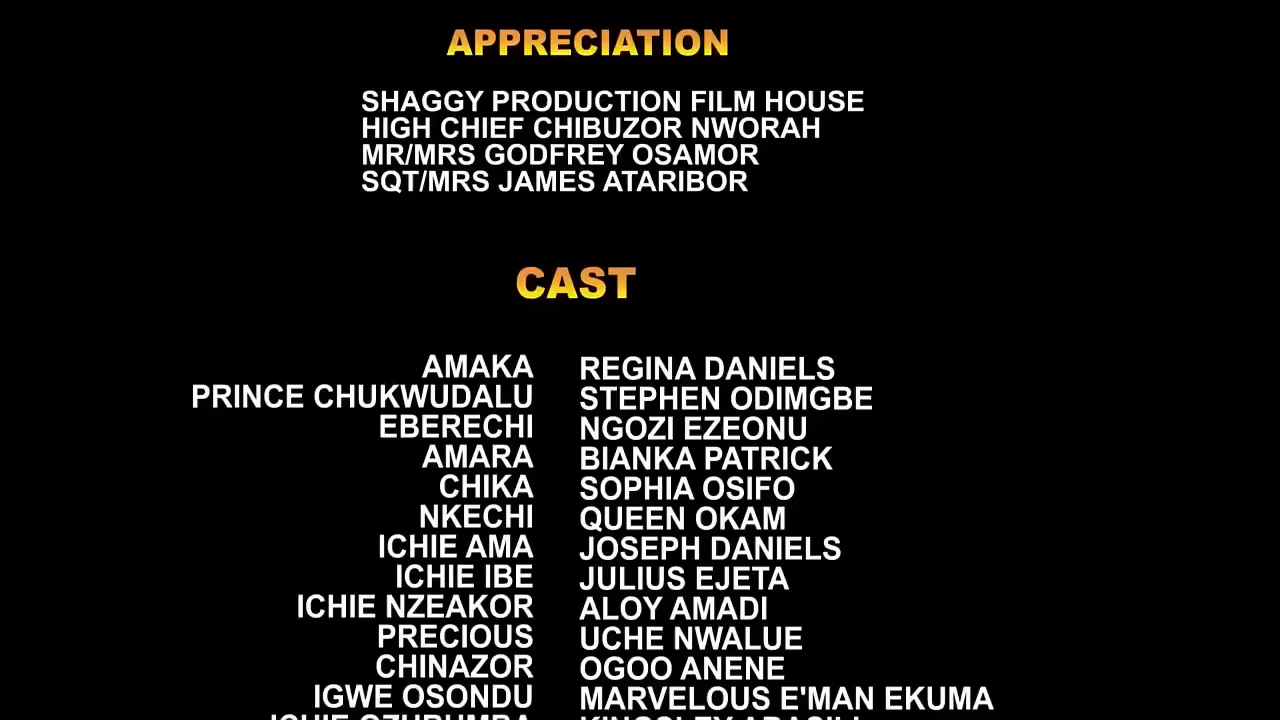 APPRECIATION
SHAGGY PRODUCTION FILM HOUSE
HIGH CHIEF CHIBUZOR NWORAH
MR/MRS GODFREY OSAMOR
SQT/MRS JAMES ATARIBOR
CAST
AMAKA REGINA DANIELS
PRINCE CHUKWUDALU STEPHEN ODIMGBE
EBERECHI NGOZI EZEONU
AMARA BIANKA PATRICK
CHIKA SOPHIA OSIFO
NKECHI QUEEN OKAM
ICHIE AMA JOSEPH DANIELS
ICHIE IBE JULIUS EJETA
ICHIE NZEAKOR ALOY AMADI
PRECIOUS UCHE NWALUE
CHINAZOR OGOO ANENE
IGWE OSONDU MARVELOUS E'MAN EKUMA
ICHIE KINGSLEY